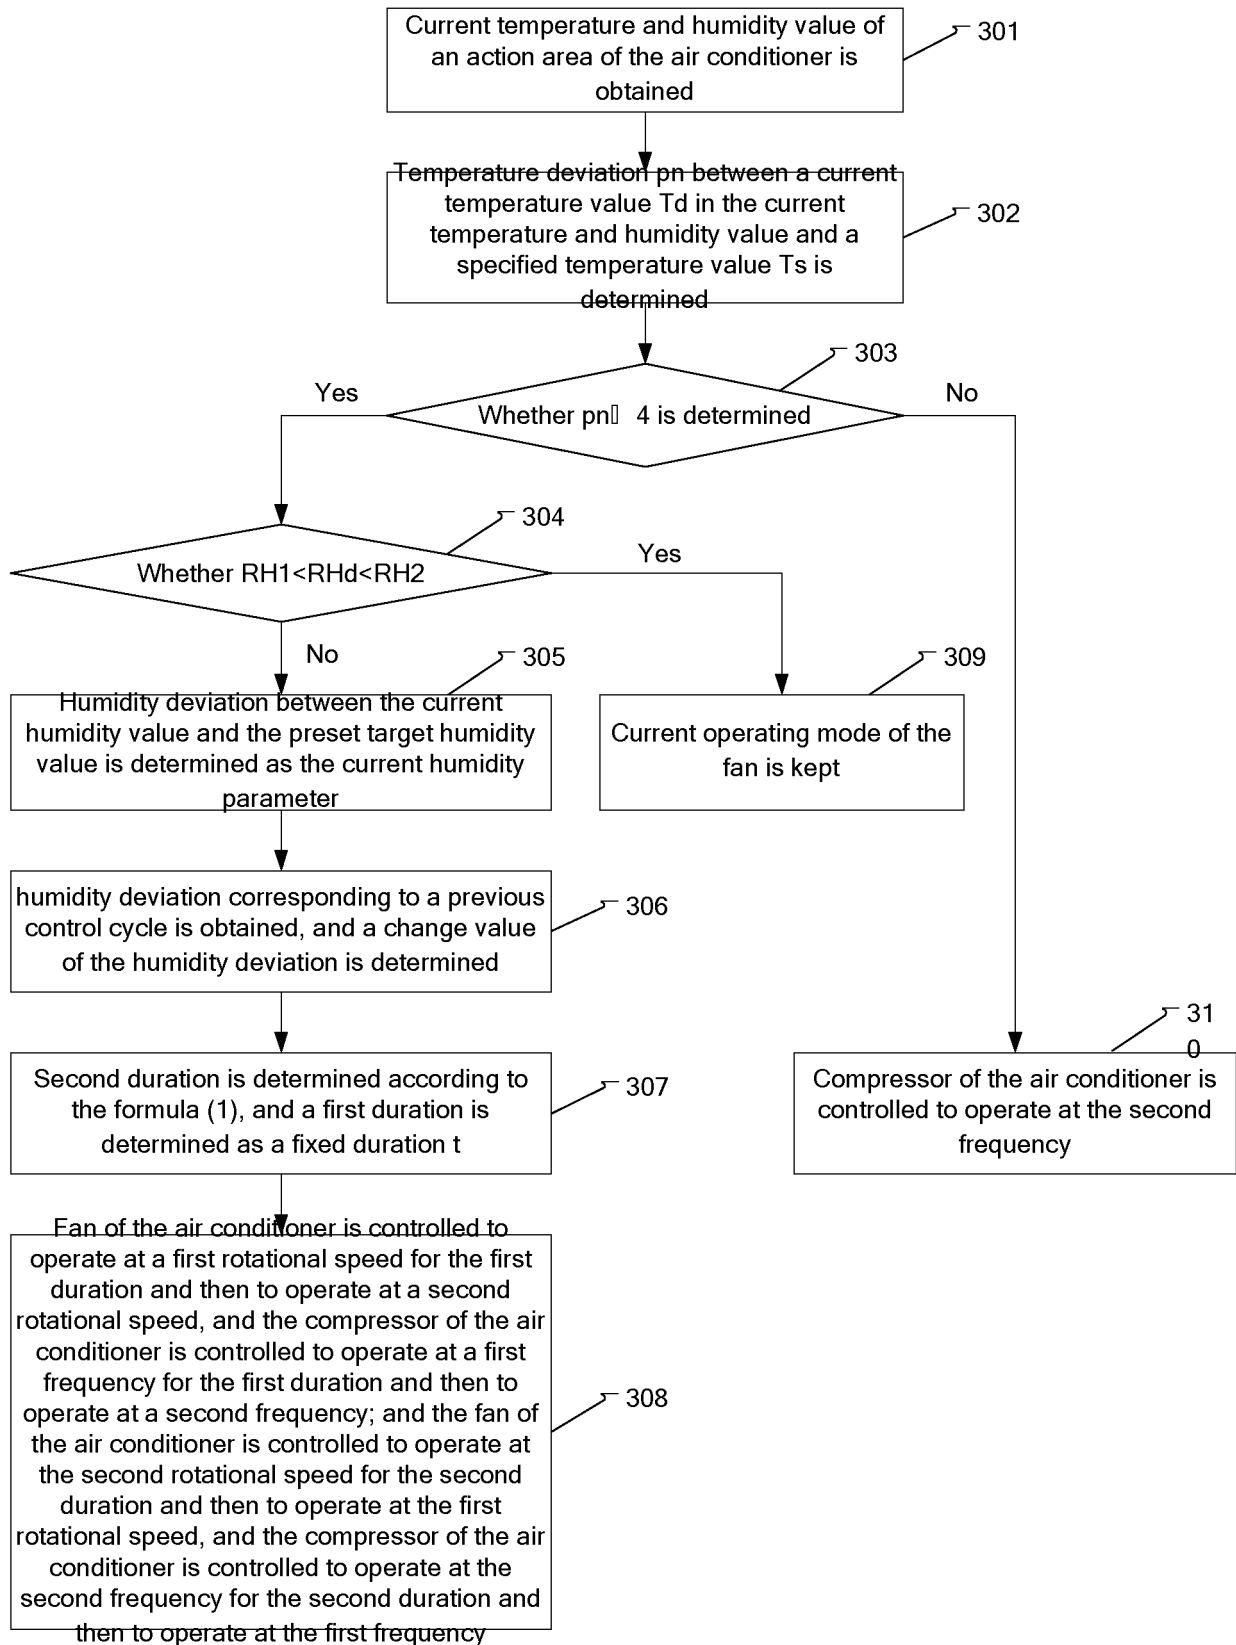 Current temperature and humidity value of
an action area of the air conditioner is
obtained
301
Temperature deviation pn between a current
temperature value Td in the current
temperature and humidity value and a
specified temperature value Ts is
determined
302
303
Yes
No
Whether pn▯ 4 is determined
304
Whether RH1<RHd<RH2
Yes
No
305
309
Humidity deviation between the current
humidity value and the preset target humidity
value is determined as the current humidity
parameter
Current operating mode of the
fan is kept
humidity deviation corresponding to a previous
control cycle is obtained, and a change value
of the humidity deviation is determined
306
31
0
Second duration is determined according to
the formula (1), and a first duration is
determined as a fixed duration t
307
Compressor of the air conditioner is
controlled to operate at the second
frequency
Fan of the air conditioner is controlled to
operate at a first rotational speed for the first
duration and then to operate at a second
rotational speed, and the compressor of the air
conditioner is controlled to operate at a first
frequency for the first duration and then to
operate at a second frequency; and the fan of
the air conditioner is controlled to operate at
the second rotational speed for the second
duration and then to operate at the first
rotational speed, and the compressor of the air
conditioner is controlled to operate at the
second frequency for the second duration and
then to operate at the first frequency
308